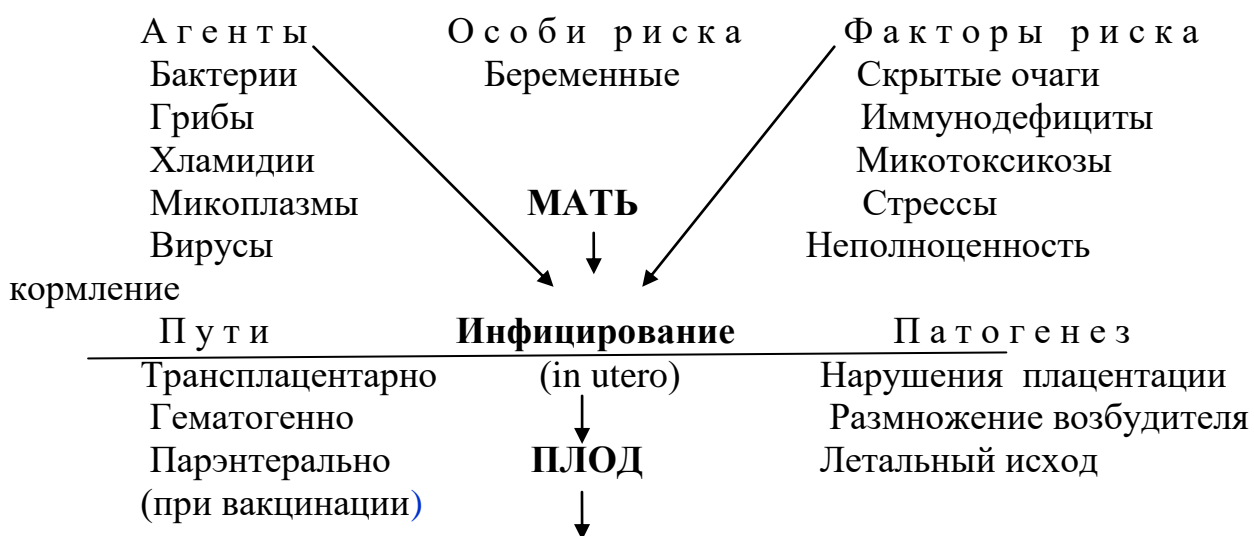 А г е н т ы О с о б и р и с к а Ф а к т о р ы р и с к а
Бактерии Беременные Скрытые очаги
Грибы Иммунодефициты
Хламидии Микотоксикозы
Микоплазмы МАТЬ Стрессы
Вирусы Неполноценность
кормление
П у т и Инфицирование П а т о г е н е з
Трансплацентарно (in utero) Нарушения плацентации
Гематогенно Размножение возбудителя
Парэнтерально ПЛОД Летальный исход
(при вакцинации)